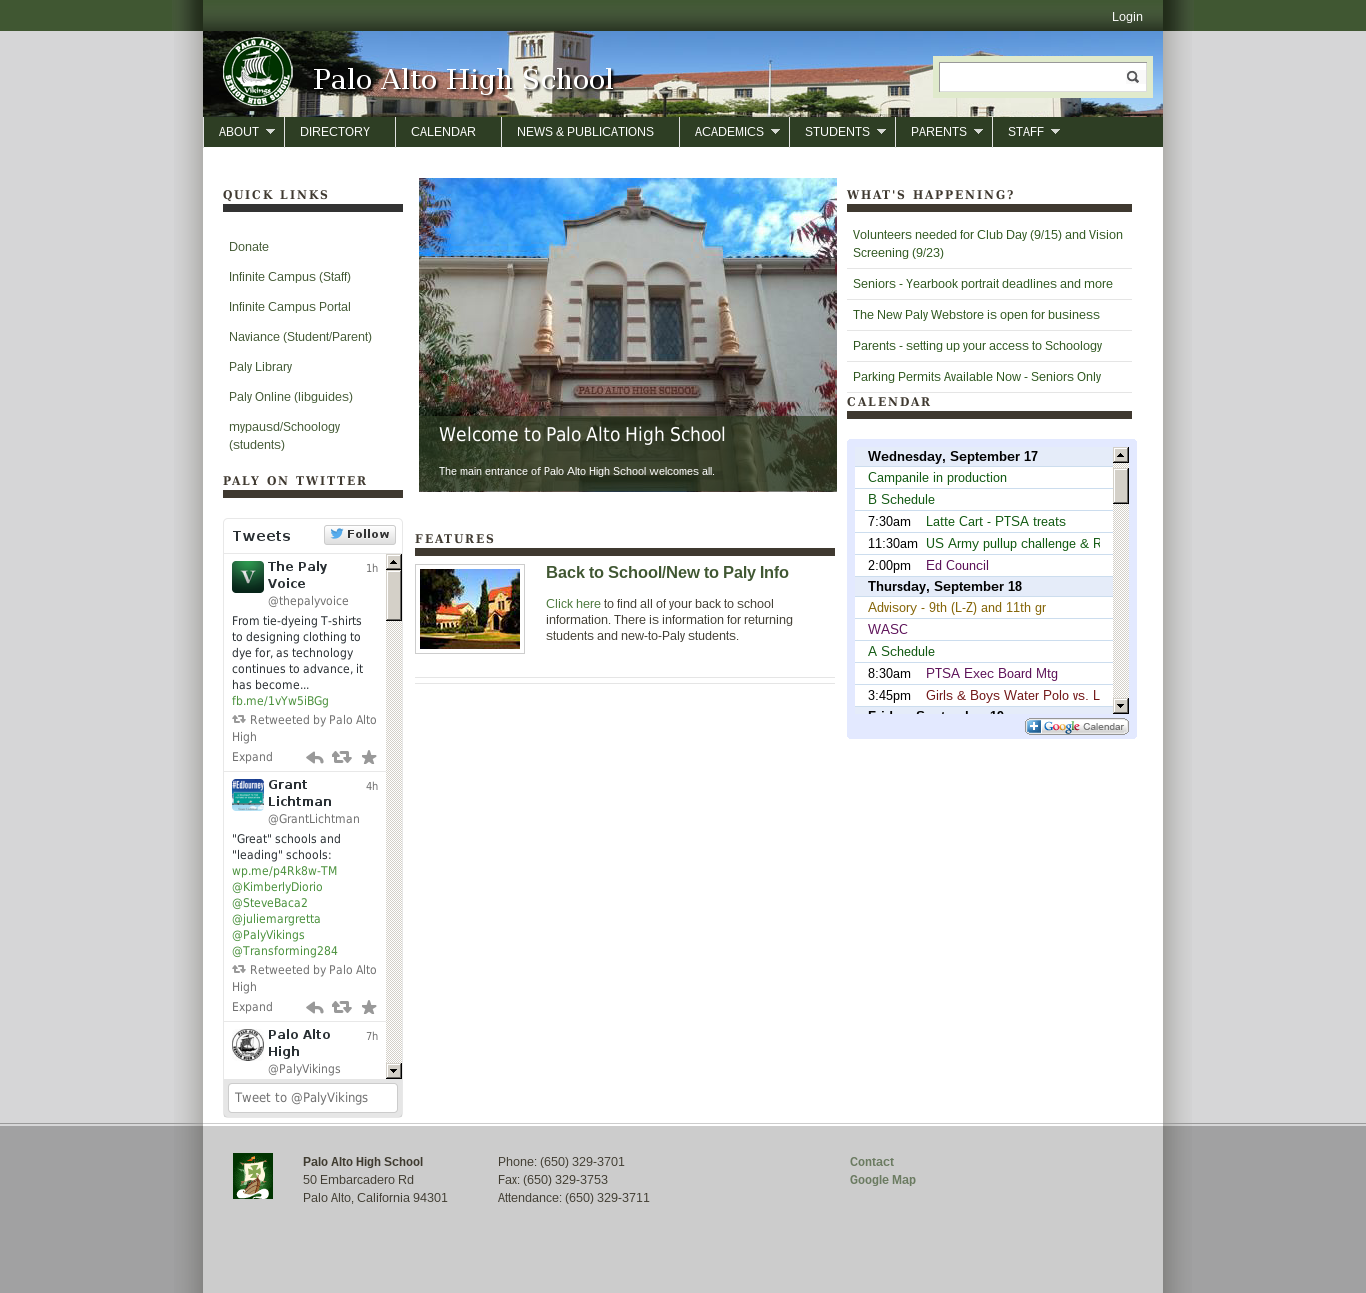 Login
PALO ALTO
Vikings
SENIOR HIGH SCHOOL
Palo Alto High School
ABOUT
DIRECTORY
CALENDAR
NEWS & PUBLICATIONS
ACADEMICS
STUDENTS
PARENTS
STAFF
QUICK LINKS
Donate
Infinite Campus (Staff)
Infinite Campus Portal
Naviance (Student/Parent)
Paly Library
Paly Online (libguides)
mypausd/Schoology
(students)
PALY ON TWITTER
Tweets
Follow
V
The Paly
Voice
1h
@thepalyvoice
From tie-dyeing T-shirts
to designing clothing to
dye for, as technology
continues to advance, it
has become...
fb.me/1vYw5iBGg
Retweeted by Palo Alto
High
Expand
#EdJourney
Grant
Lichtman
4h
@GrantLichtman
"Great" schools and
"leading" schools:
wp.me/p4Rk8w-TM
@KimberlyDiorio
@SteveBaca2
@juliemargretta
@PalyVikings
@Transforming284
Retweeted by Palo Alto
High
Expand
Palo Alto
High
7h
@PalyVikings
Tweet to @PalyVikings
PALO ALTO HIGH SCHOOL
Welcome to Palo Alto High School
The main entrance of Palo Alto High School welcomes all.
FEATURES
Back to School/New to Paly Info
Click here to find all of your back to school
information. There is information for returning
students and new-to-Paly students.
WHAT'S HAPPENING?
Volunteers needed for Club Day (9/15) and Vision
Screening (9/23)
Seniors - Yearbook portrait deadlines and more
The New Paly Webstore is open for business
Parents - setting up your access to Schoology
Parking Permits Available Now - Seniors Only
CALENDAR
Wednesday, September 17
Campanile in production
B Schedule
7:30am Latte Cart - PTSA treats
11:30am US Army pullup challenge & R
2:00pm Ed Council
Thursday, September 18
Advisory - 9th (L-Z) and 11th gr
WASC
A Schedule
8:30am PTSA Exec Board Mtg
3:45pm Girls & Boys Water Polo vs. L
Friday, September 19
Google Calendar
Palo Alto High School
50 Embarcadero Rd
Palo Alto, California 94301
Phone: (650) 329-3701
Fax: (650) 329-3753
Attendance: (650) 329-3711
Contact
Google Map